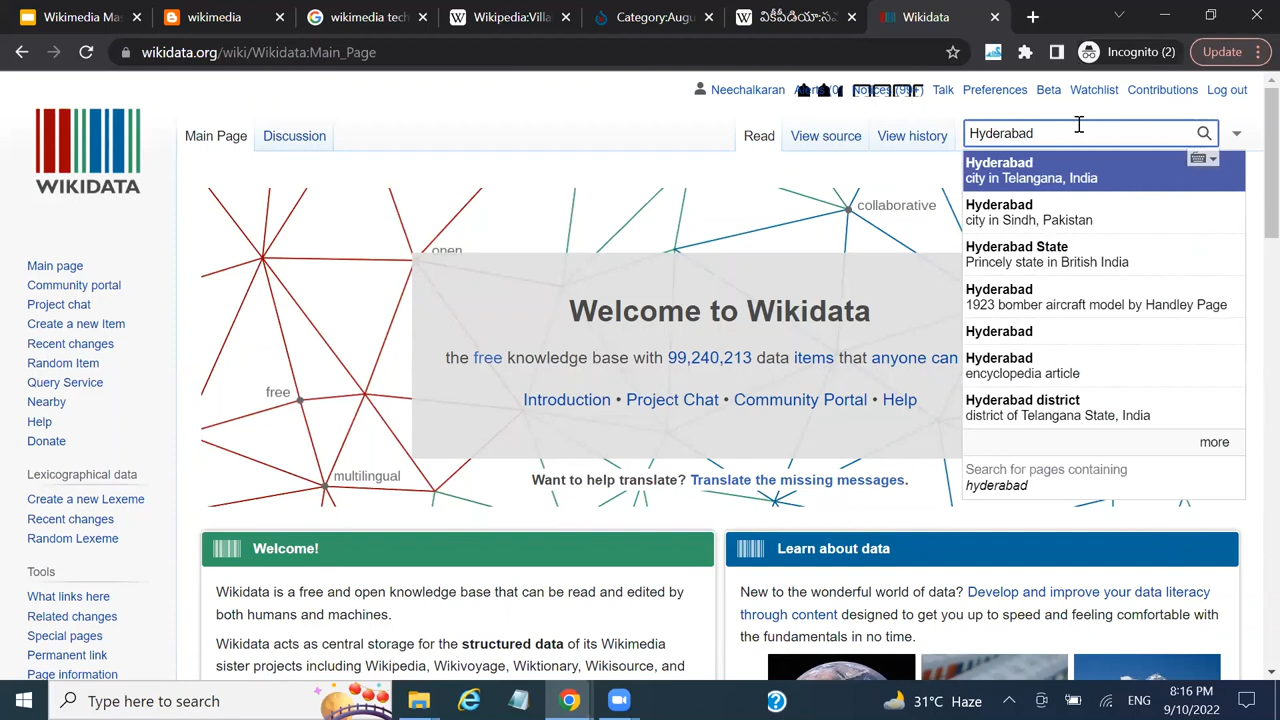 Wikimedia Ma
wikimedia
wikimedia tech
Wikipedia:Villa
Category:Augu
వికీపీడియా:సమ
Wikidata
wikidata.org/wiki/Wikidata:Main_Page
Incognito (2)
Update
Neechalkaran
Alerts (0)
Notices (99+)
Talk
Preferences
Beta
Watchlist
Contributions
Log out
WIKIDATA
Main Page
Discussion
Read
View source
View history
Hyderabad
Hyderabad
city in Telangana, India
Hyderabad
city in Sindh, Pakistan
Hyderabad State
Princely state in British India
Hyderabad
1923 bomber aircraft model by Handley Page
Hyderabad
Hyderabad
encyclopedia article
Hyderabad district
district of Telangana State, India
more
Search for pages containing
hyderabad
Main page
Community portal
Project chat
Create a new Item
Recent changes
Random Item
Query Service
Nearby
Help
Donate
Lexicographical data
Create a new Lexeme
Recent changes
Random Lexeme
Tools
What links here
Related changes
Special pages
Permanent link
Page information
collaborative
open
free
multilingual
Welcome to Wikidata
the free knowledge base with 99,240,213 data items that anyone can
Introduction • Project Chat • Community Portal • Help
Want to help translate? Translate the missing messages.
Welcome!
Wikidata is a free and open knowledge base that can be read and edited by
both humans and machines.
Wikidata acts as central storage for the structured data of its Wikimedia
sister projects including Wikipedia, Wikivoyage, Wiktionary, Wikisource, and
Learn about data
New to the wonderful world of data? Develop and improve your data literacy
through content designed to get you up to speed and feeling comfortable with
the fundamentals in no time.
Type here to search
31°C Haze
ENG
8:16 PM
9/10/2022